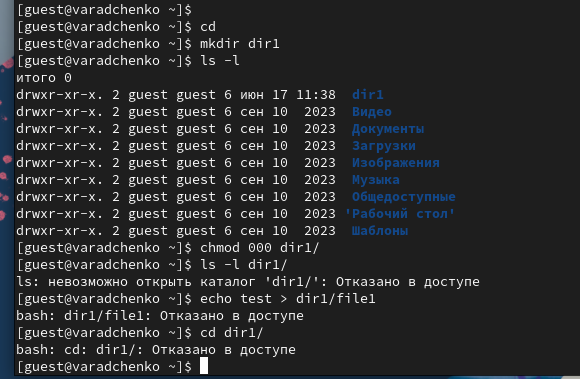 [guest@varadchenko ~]$
[guest@varadchenko ~]$ cd
[guest@varadchenko ~]$ mkdir dir1
[guest@varadchenko ~]$ ls -l
итого 0
drwxr-xr-x. 2 guest guest 6 июн 17 11:38  dir1
drwxr-xr-x. 2 guest guest 6 сен 10  2023  Видео
drwxr-xr-x. 2 guest guest 6 сен 10  2023  Документы
drwxr-xr-x. 2 guest guest 6 сен 10  2023  Загрузки
drwxr-xr-x. 2 guest guest 6 сен 10  2023  Изображения
drwxr-xr-x. 2 guest guest 6 сен 10  2023  Музыка
drwxr-xr-x. 2 guest guest 6 сен 10  2023  Общедоступные
drwxr-xr-x. 2 guest guest 6 сен 10  2023 'Рабочий стол'
drwxr-xr-x. 2 guest guest 6 сен 10  2023  Шаблоны
[guest@varadchenko ~]$ chmod 000 dir1/
[guest@varadchenko ~]$ ls -l dir1/
ls: невозможно открыть каталог 'dir1/': Отказано в доступе
[guest@varadchenko ~]$ echo test > dir1/file1
bash: dir1/file1: Отказано в доступе
[guest@varadchenko ~]$ cd dir1/
bash: cd: dir1/: Отказано в доступе
[guest@varadchenko ~]$